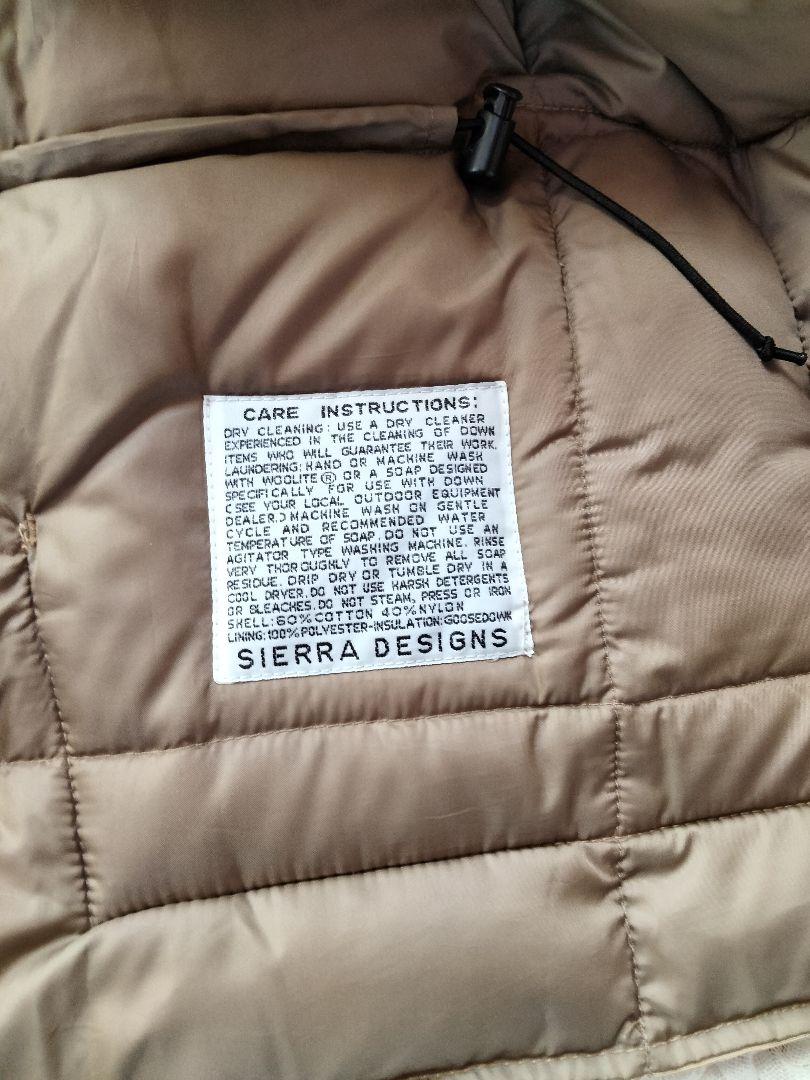 CARE INSTRUCTIONS:
DRY CLEANING: USE A DRY CLEANER
EXPERIENCED IN THE CLEANING OF DOWN
ITEMS WHO WILL GUARANTEE THEIR WORK.
LAUNDERING: HAND OR MACHINE WASH
WITH WOOLITE® OR A SOAP DESIGNED
SPECIFICALLY FOR USE WITH DOWN
(SEE YOUR LOCAL OUTDOOR EQUIPMENT
DEALER.) MACHINE WASH ON GENTLE
CYCLE AND RECOMMENDED WATER
TEMPERATURE OF SOAP. DO NOT USE AN
AGITATOR TYPE WASHING MACHINE. RINSE
VERY THOROUGHLY TO REMOVE ALL SOAP
RESIDUE. DRIP DRY OR TUMBLE DRY IN A
COOL DRYER. DO NOT USE HARSH DETERGENTS
OR BLEACHES. DO NOT STEAM, PRESS OR IRON
SHELL: 60% COTTON 40% NYLON
LINING: 100% POLYESTER-INSULATION: GOOSEDOWN
SIERRA DESIGNS